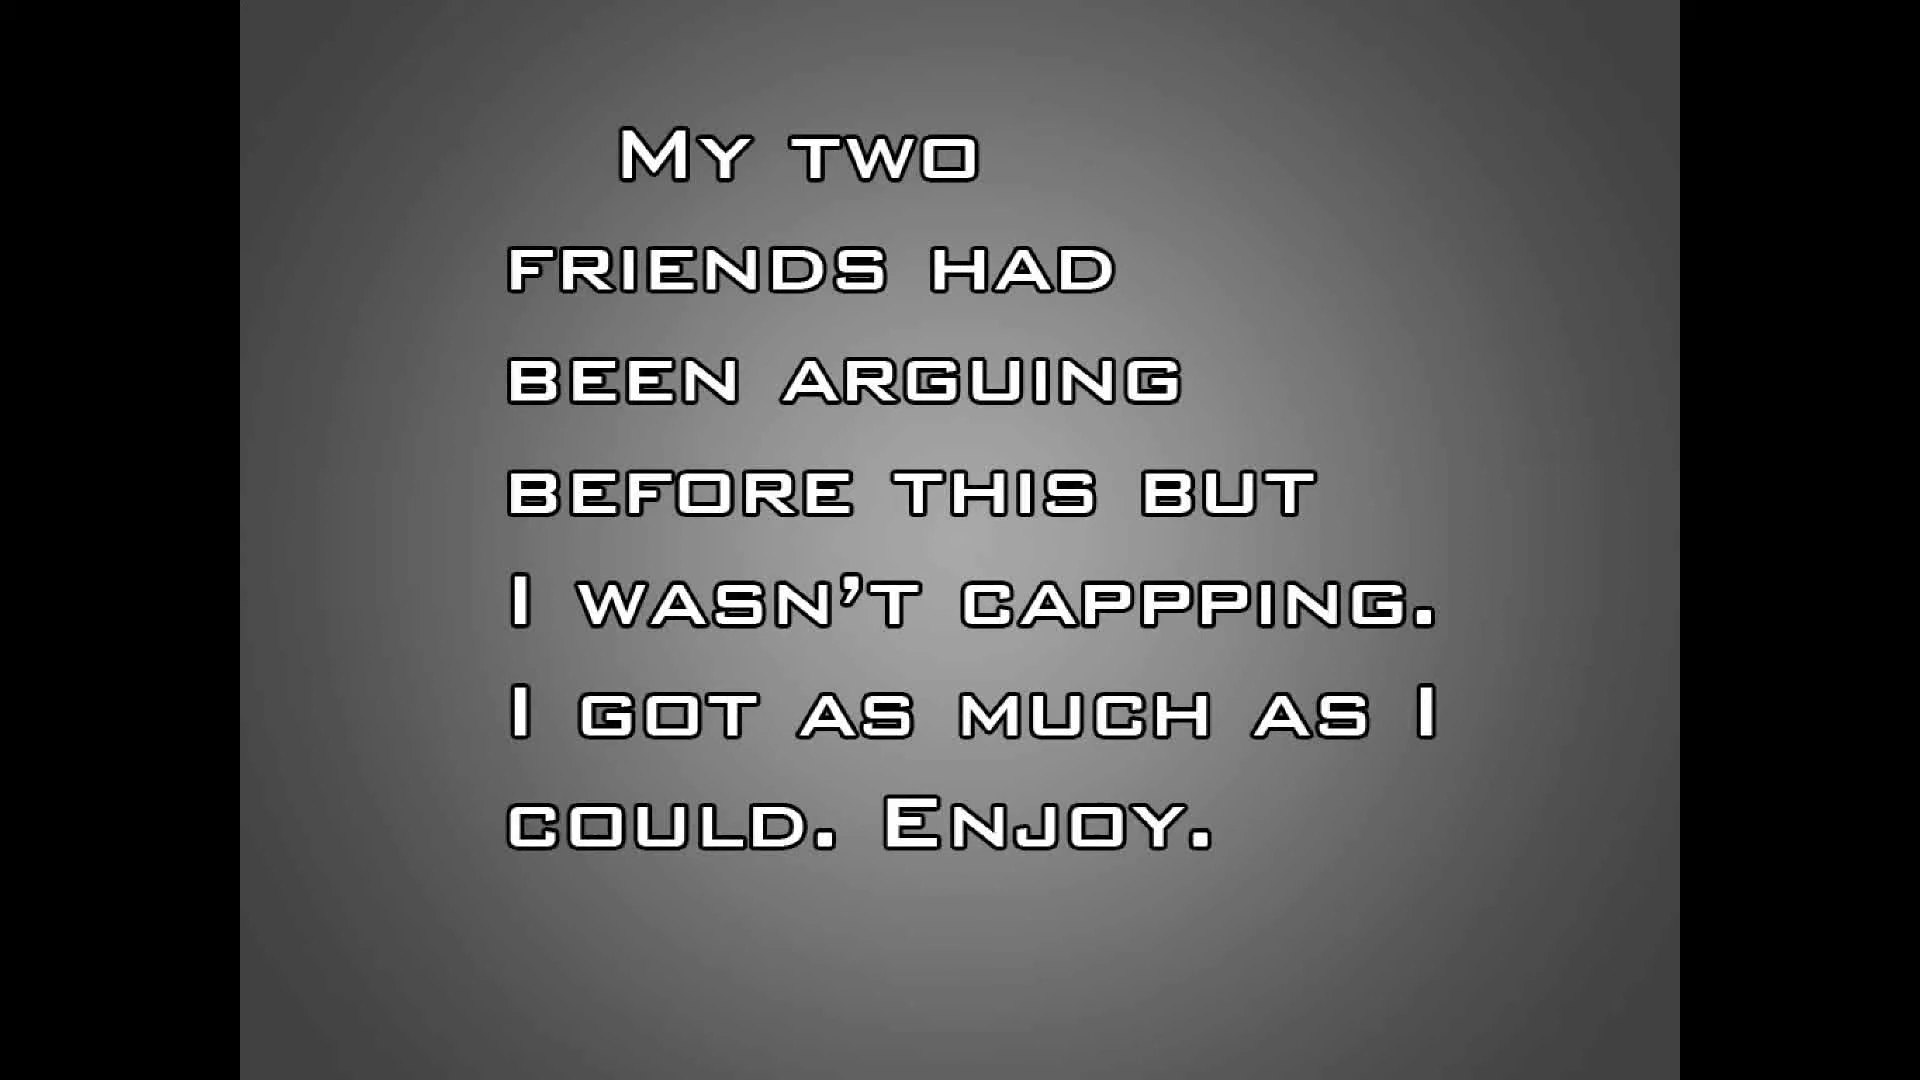 My two
friends had
been arguing
before this but
I wasn't cappping.
I got as much as I
could. Enjoy.